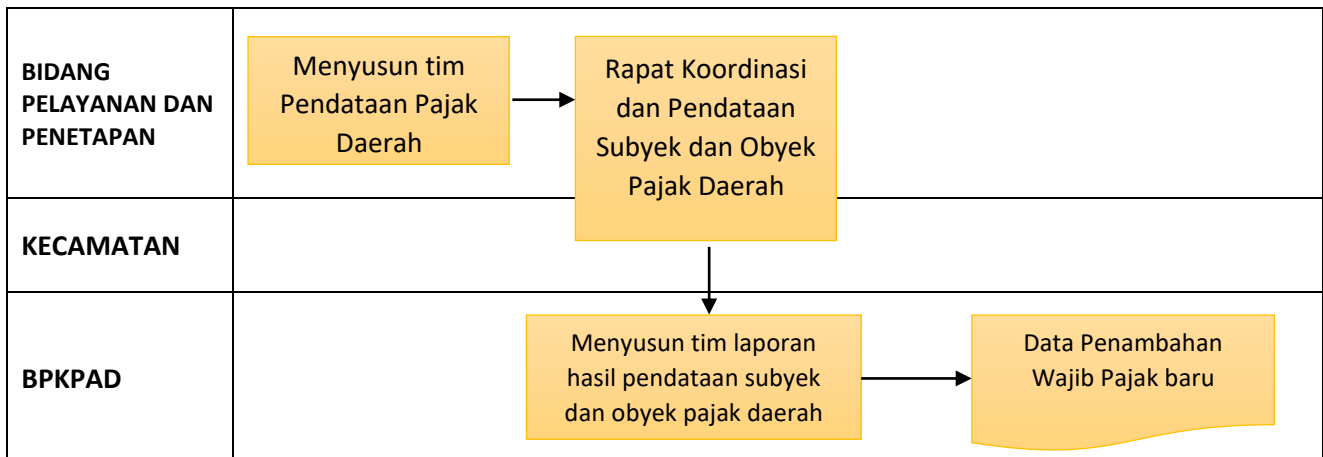 BIDANG
PELAYANAN DAN
PENETAPAN
Menyusun tim
Pendataan Pajak
Daerah
Rapat Koordinasi
dan Pendataan
Subyek dan Obyek
Pajak Daerah
KECAMATAN
BPKPAD
Menyusun tim laporan
hasil pendataan subyek
dan obyek pajak daerah
Data Penambahan
Wajib Pajak baru